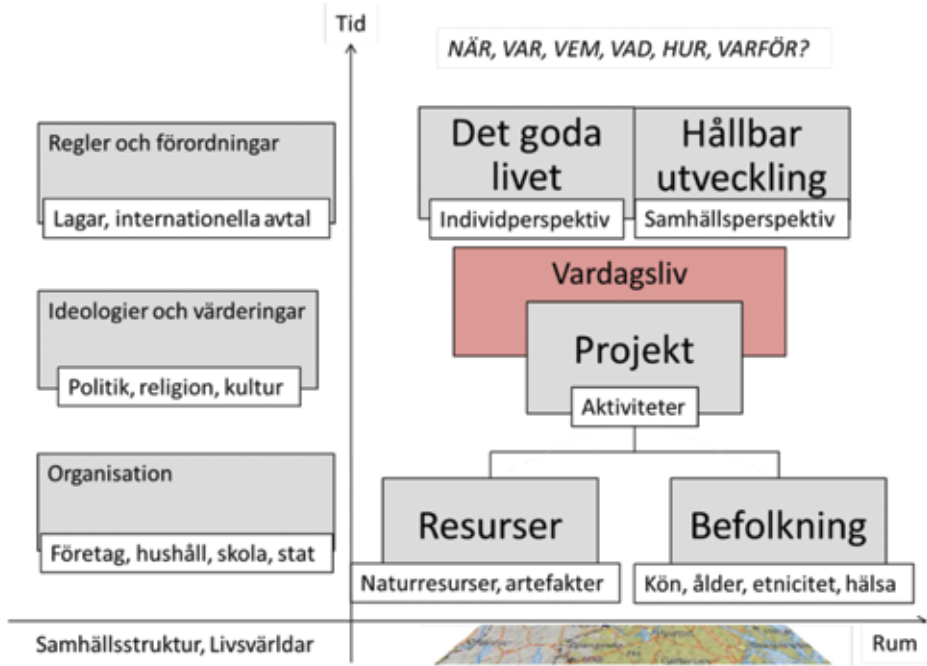 Tid
NÄR, VAR, VEM, VAD, HUR, VARFÖR?
Regler och förordningar
Lagar, internationella avtal
Det goda
livet
Individperspektiv
Hållbar
utveckling
Samhällsperspektiv
Ideologier och värderingar
Politik, religion, kultur
Vardagsliv
Projekt
Aktiviteter
Organisation
Företag, hushåll, skola, stat
Resurser
Naturresurser, artefakter
Befolkning
Kön, ålder, etnicitet, hälsa
Samhällsstruktur, Livsvärldar
Rum